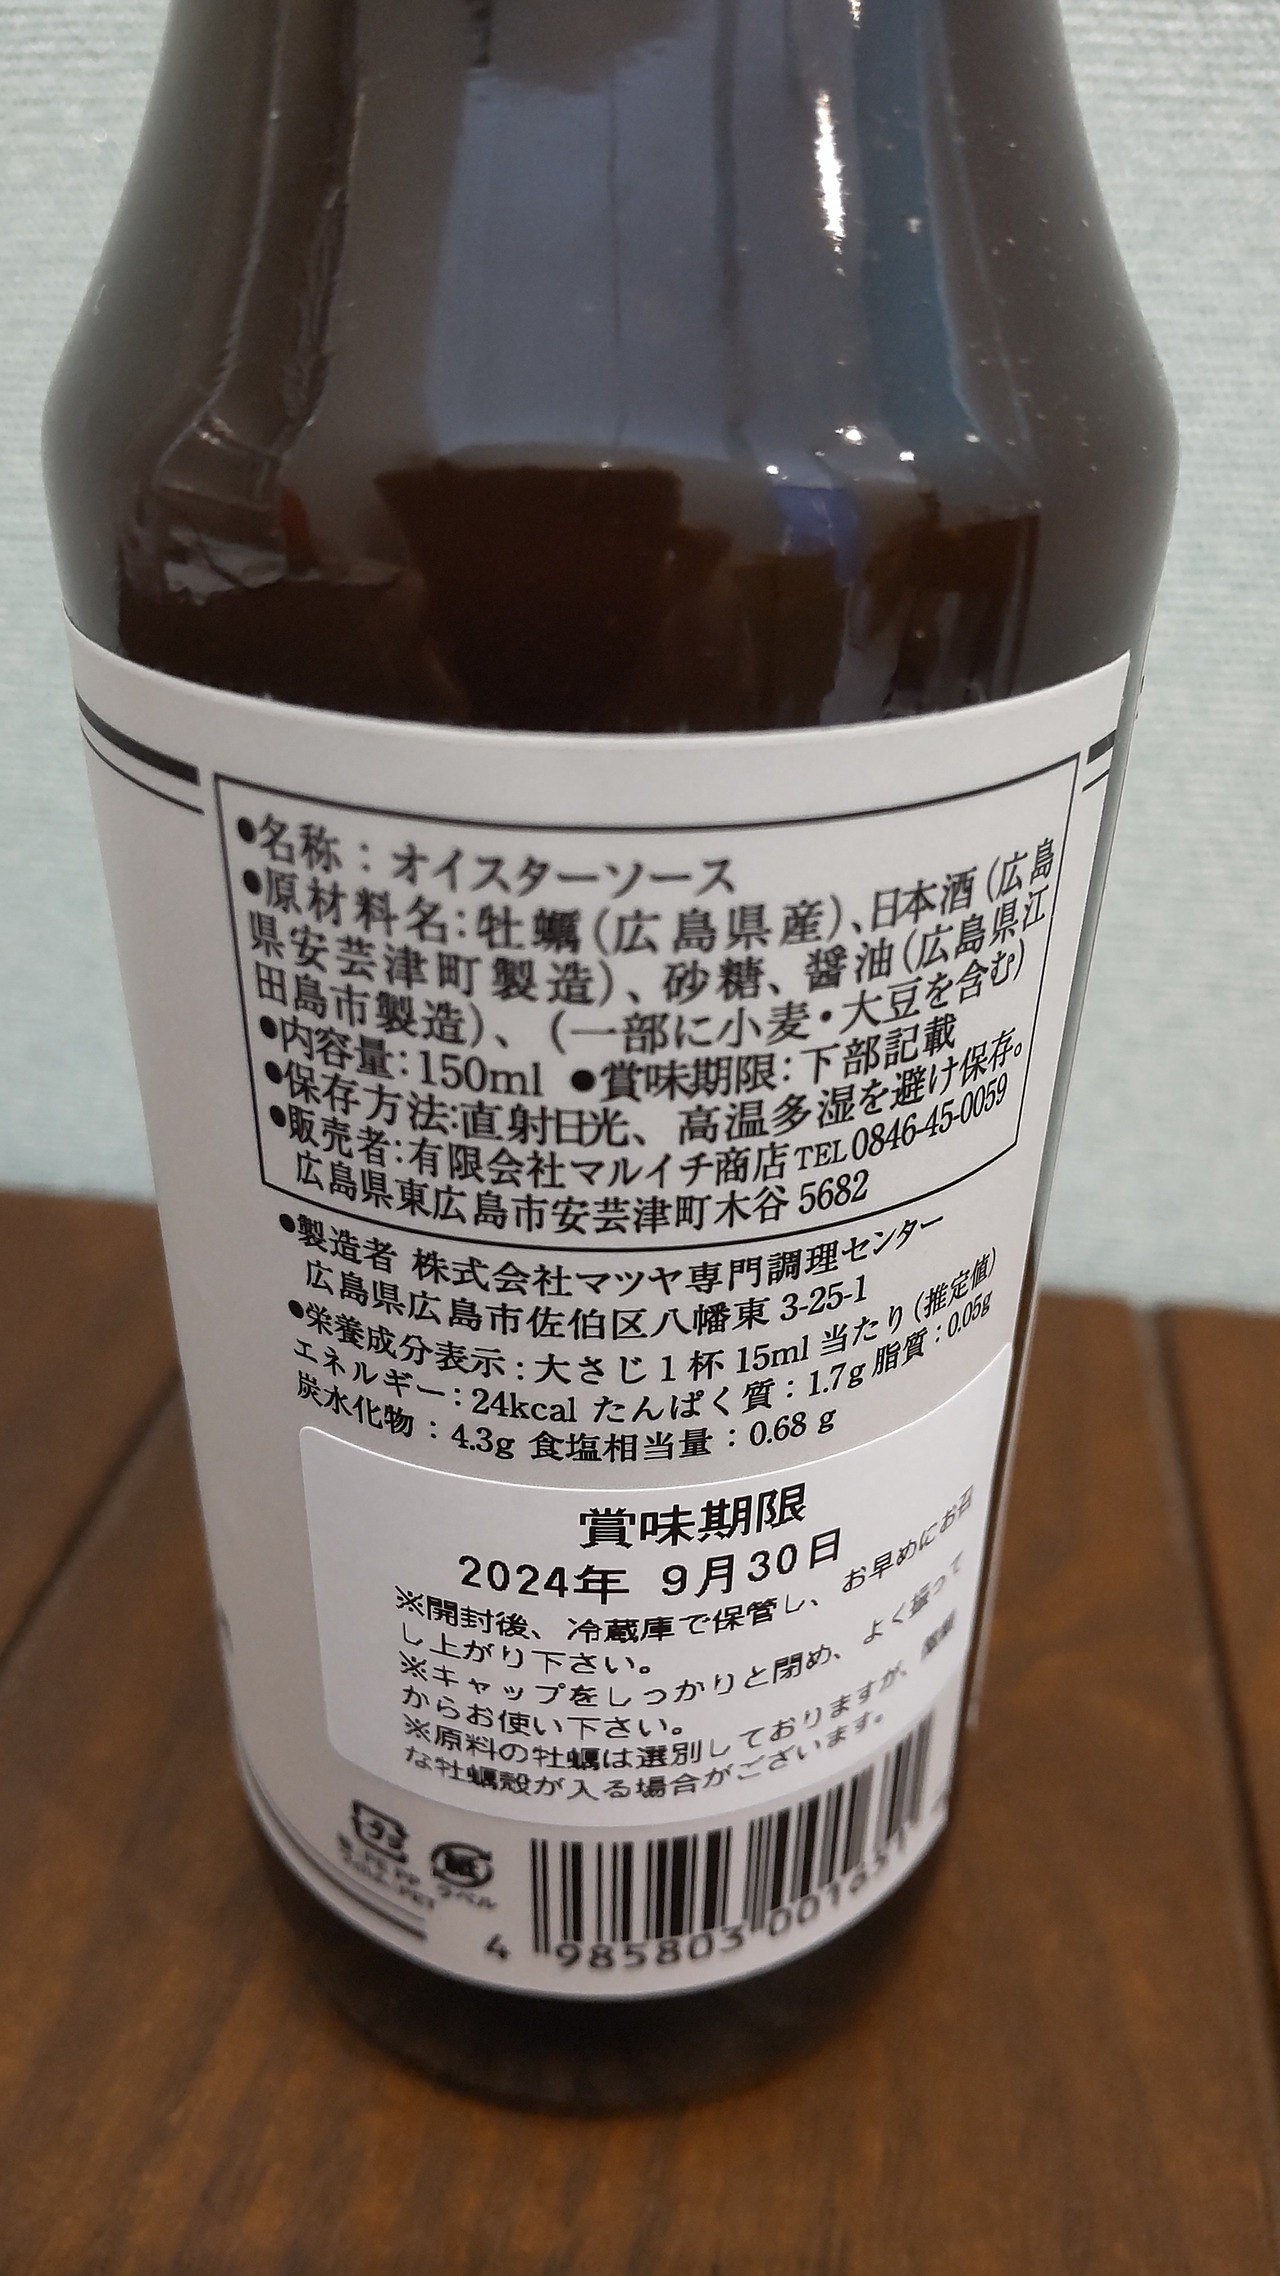 ●名称：オイスターソース
●原材料名：牡蠣（広島県産）、日本酒（広島
県安芸津町製造）、砂糖、醤油（広島県江
田島市製造）、（一部に小麦・大豆を含む）
●内容量：150ml ●賞味期限：下部記載
●保存方法：直射日光、高温多湿を避け保存。
●販売者：有限会社マルイチ商店 TEL0846-45-0059
広島県東広島市安芸津町木谷 5682
●製造者 株式会社マツヤ専門調理センター
広島県広島市佐伯区八幡東 3-25-1
●栄養成分表示：大さじ1杯 15ml 当たり（推定値）
エネルギー：24kcal たんぱく質：1.7g 脂質：0.05g
炭水化物：4.3g 食塩相当量：0.68 g
賞味期限
2024年 9月30日
※開封後、冷蔵庫で保管し、お早めにお召
し上がり下さい。
※キャップをしっかりと閉め、よく振って
からお使い下さい。
※原料の牡蠣は選別しておりますが、
な牡蠣殻が入る場合がございます。
プラ
紙
ラベル
4 985803 001631